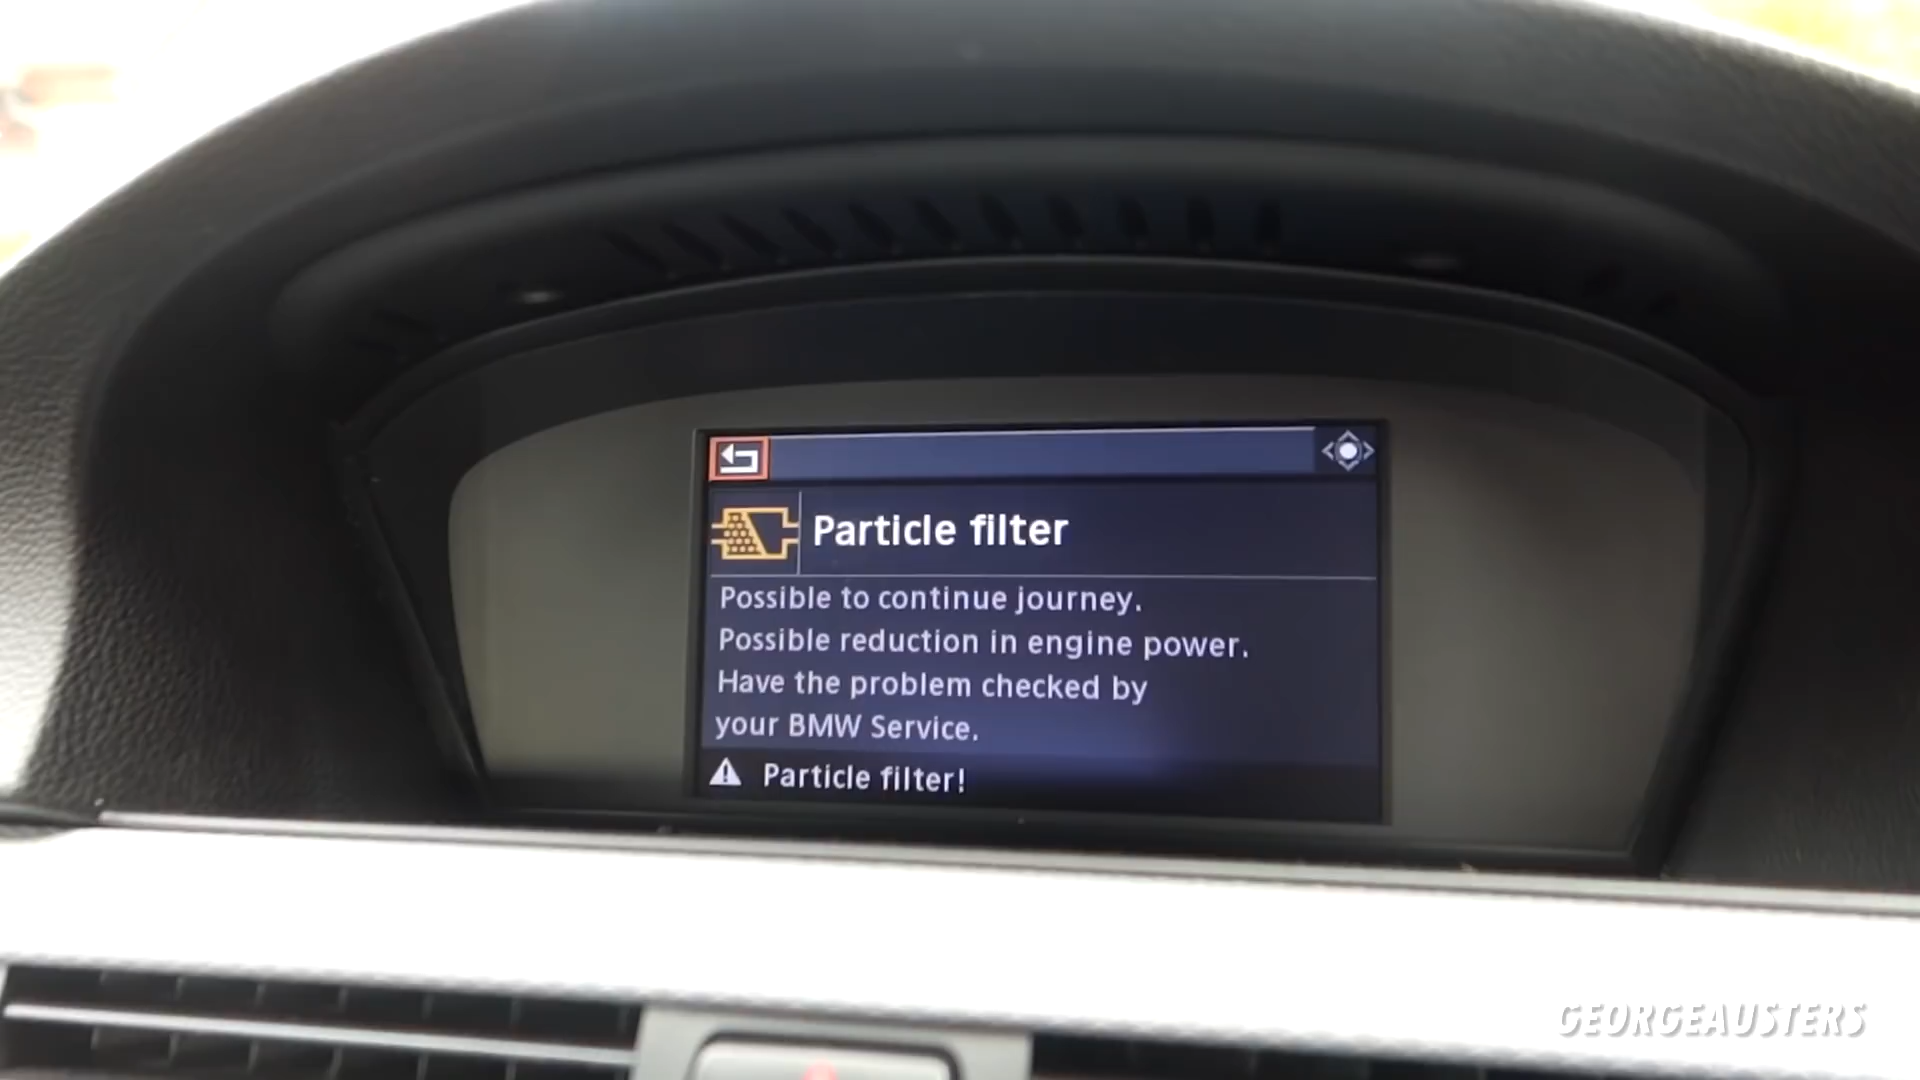 Particle filter
Possible to continue journey.
Possible reduction in engine power.
Have the problem checked by
your BMW Service.
Particle filter!
GEORGEAUSTERS